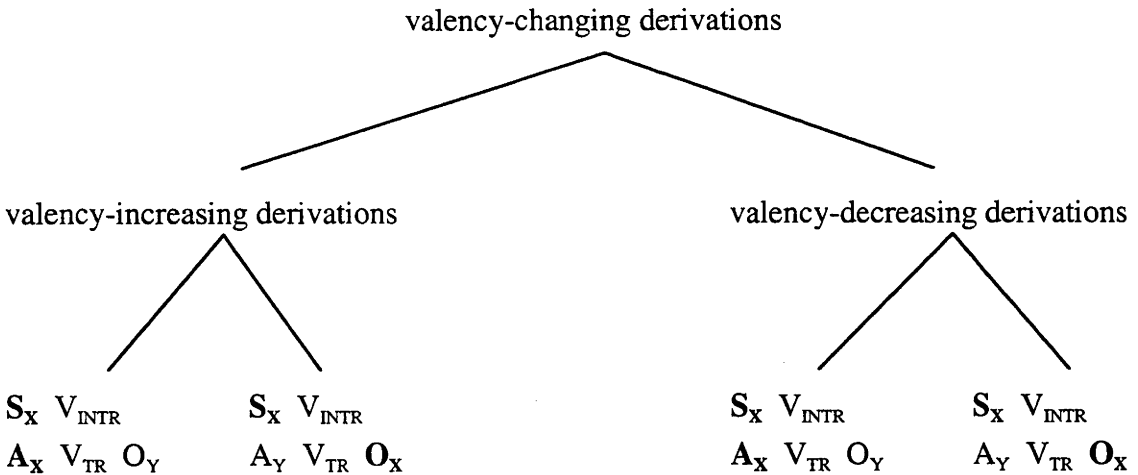 valency-changing derivations
valency-increasing derivations valency-decreasing derivations
S_X V_INTR S_X V_INTR S_X V_INTR S_X V_INTR
A_X V_TR O_Y A_Y V_TR O_X A_X V_TR O_Y A_Y V_TR O_X